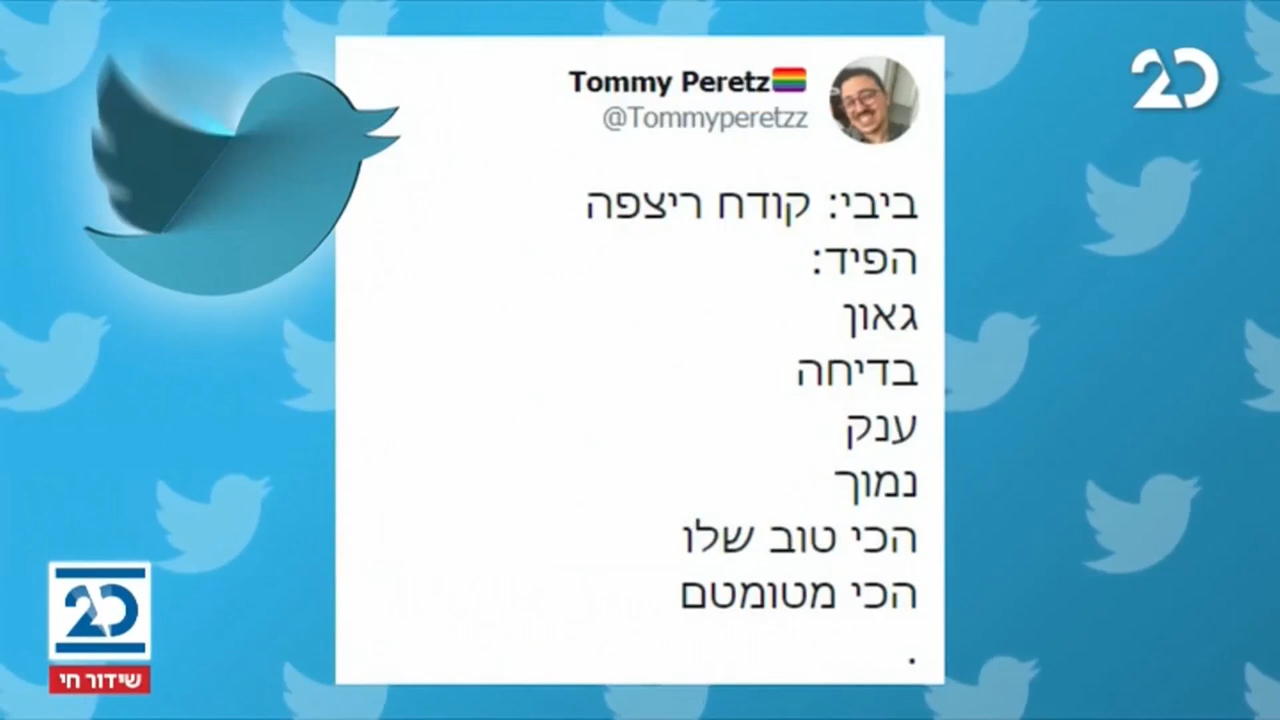 Tommy Peretz🏳️‍🌈
@Tommyperetzz
20
ביבי: קודח ריצפה
הפיד:
גאון
בדיחה
ענק
נמוך
הכי טוב שלו
הכי מטומטם
.
20
שידור חי